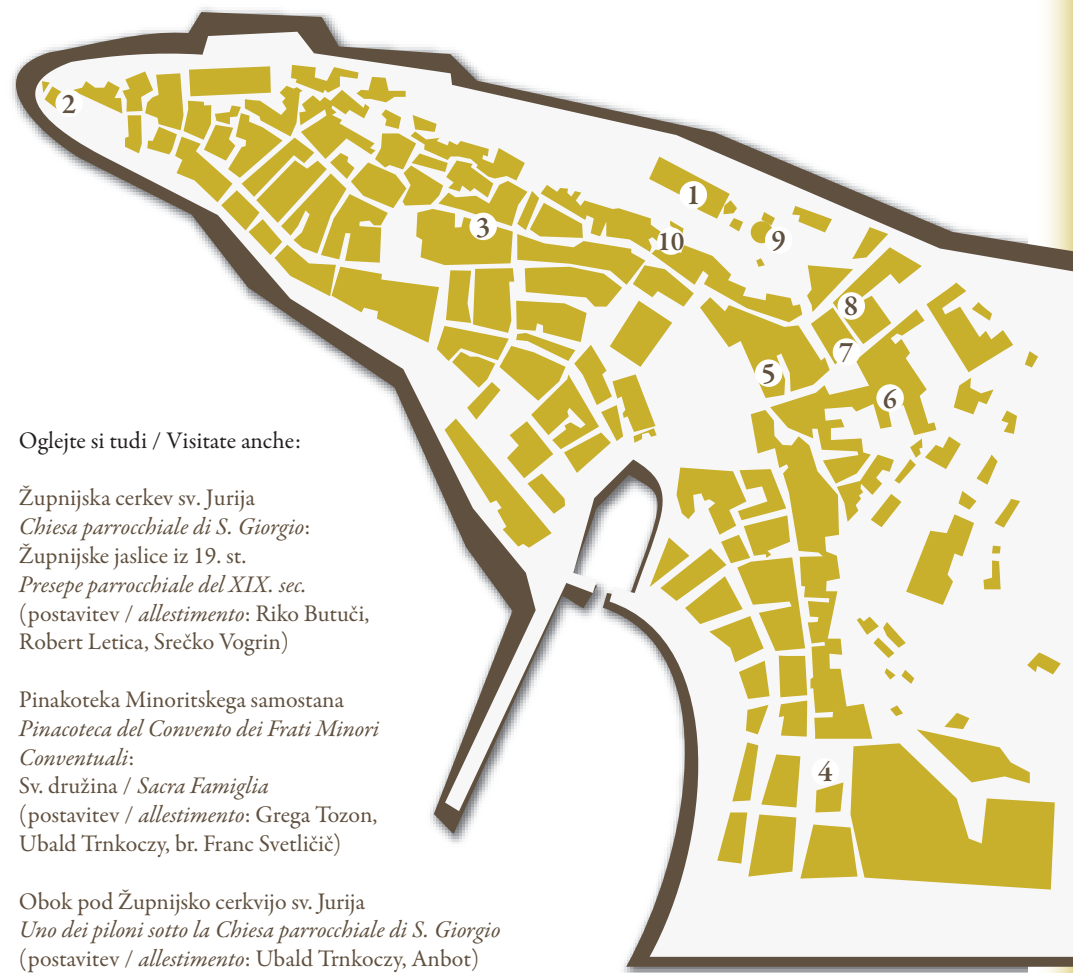 2
1
3
10
9
8
7
5
6
4
Oglejte si tudi / Visitate anche:
Župnijska cerkev sv. Jurija
Chiesa parrocchiale di S. Giorgio:
Župnijske jaslice iz 19. st.
Presepe parrocchiale del XIX. sec.
(postavitev / allestimento: Riko Butuči,
Robert Letica, Srečko Vogrin)
Pinakoteka Minoritskega samostana
Pinacoteca del Convento dei Frati Minori
Conventuali:
Sv. družina / Sacra Famiglia
(postavitev / allestimento: Grega Tozon,
Ubald Trnkoczy, br. Franc Svetličič)
Obok pod Župnijsko cerkvijo sv. Jurija
Uno dei piloni sotto la Chiesa parrocchiale di S. Giorgio
(postavitev / allestimento: Ubald Trnkoczy, Anbot)